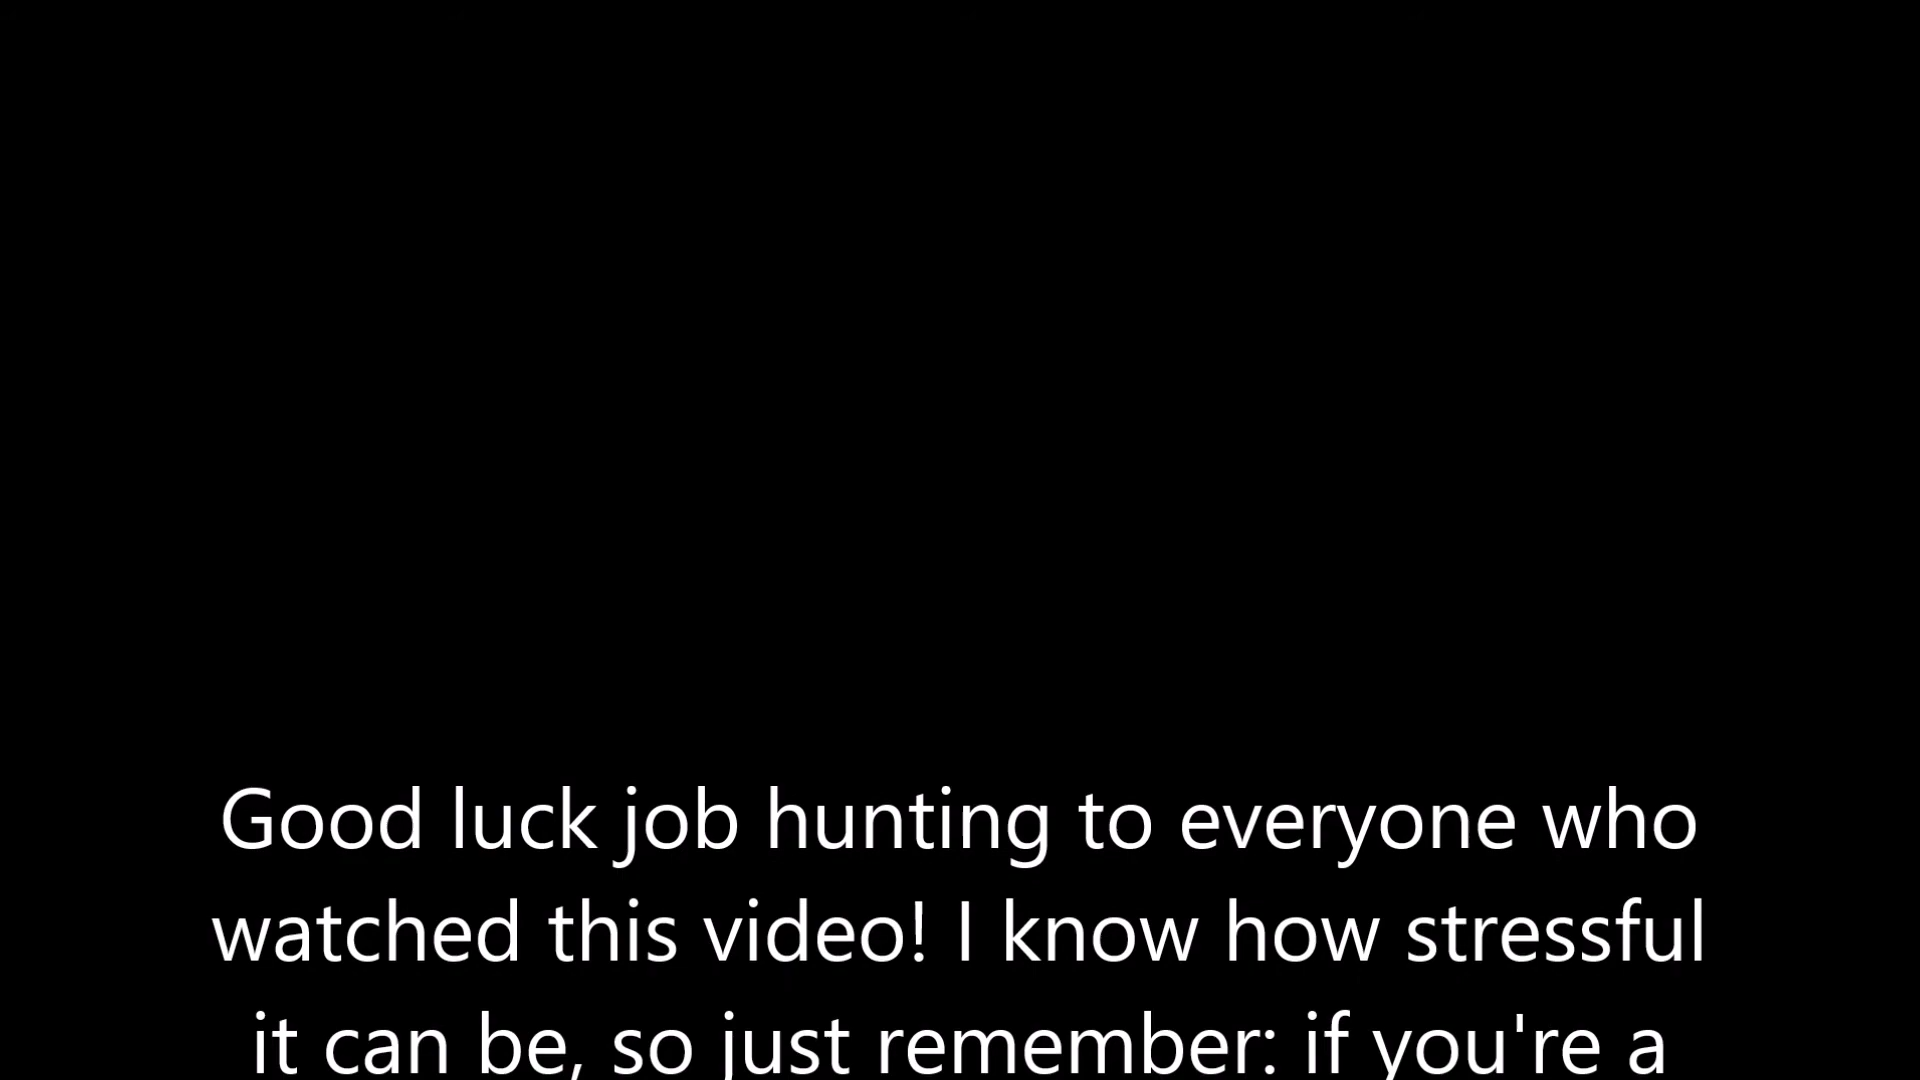 Good luck job hunting to everyone who
watched this video! I know how stressful
it can be, so just remember: if you're a